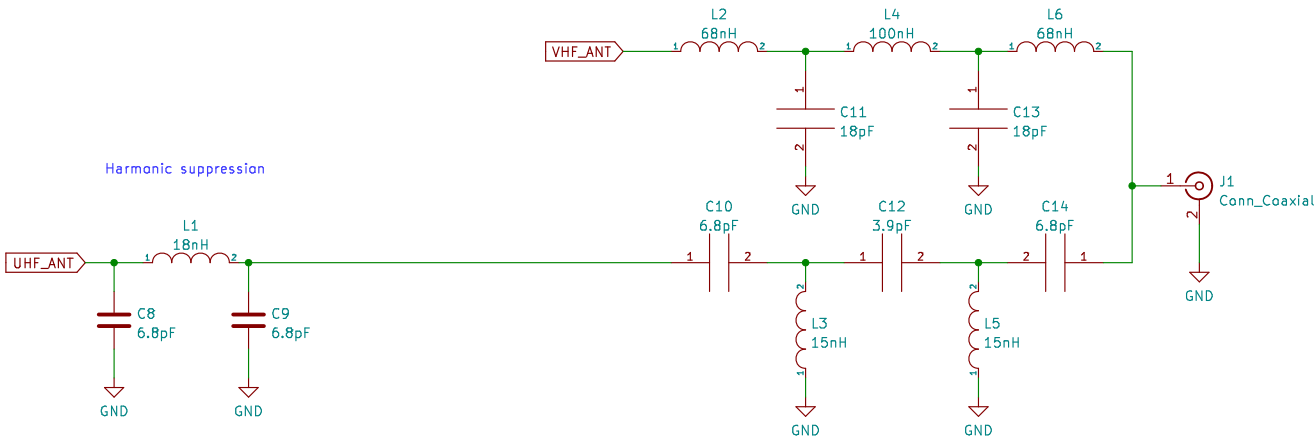 L2
68nH
L4
100nH
L6
68nH
VHF_ANT
1
2
1
2
1
2
1
C11
18pF
2
1
C13
18pF
2
GND
GND
Harmonic suppression
1
J1
Conn_Coaxial
2
GND
L1
18nH
UHF_ANT
1
2
C10
6.8pF
1
2
C12
3.9pF
1
2
C14
6.8pF
2
1
C8
6.8pF
C9
6.8pF
2
L3
15nH
1
2
L5
15nH
1
GND
GND
GND
GND